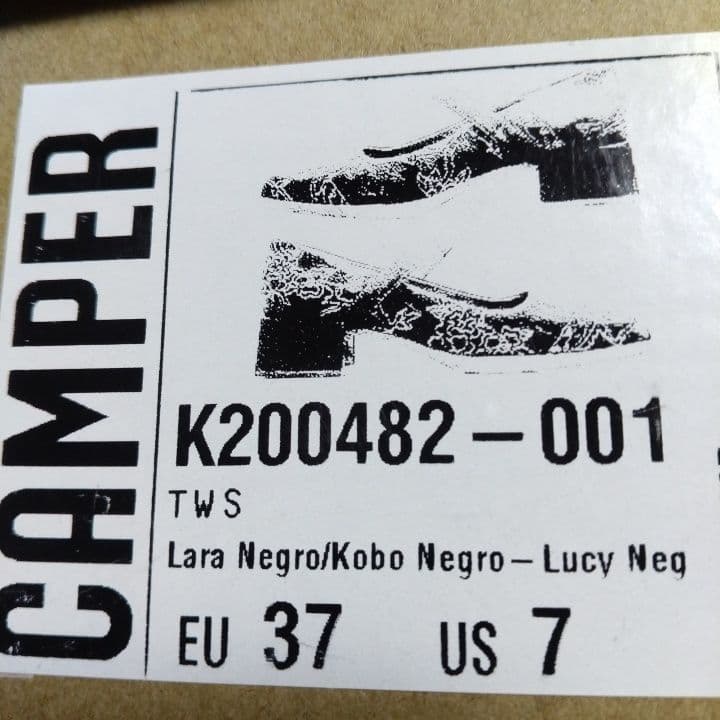 CAMPER
K200482-001
TWS
Lara Negro/Kobo Negro-Lucy Neg
EU 37 US 7